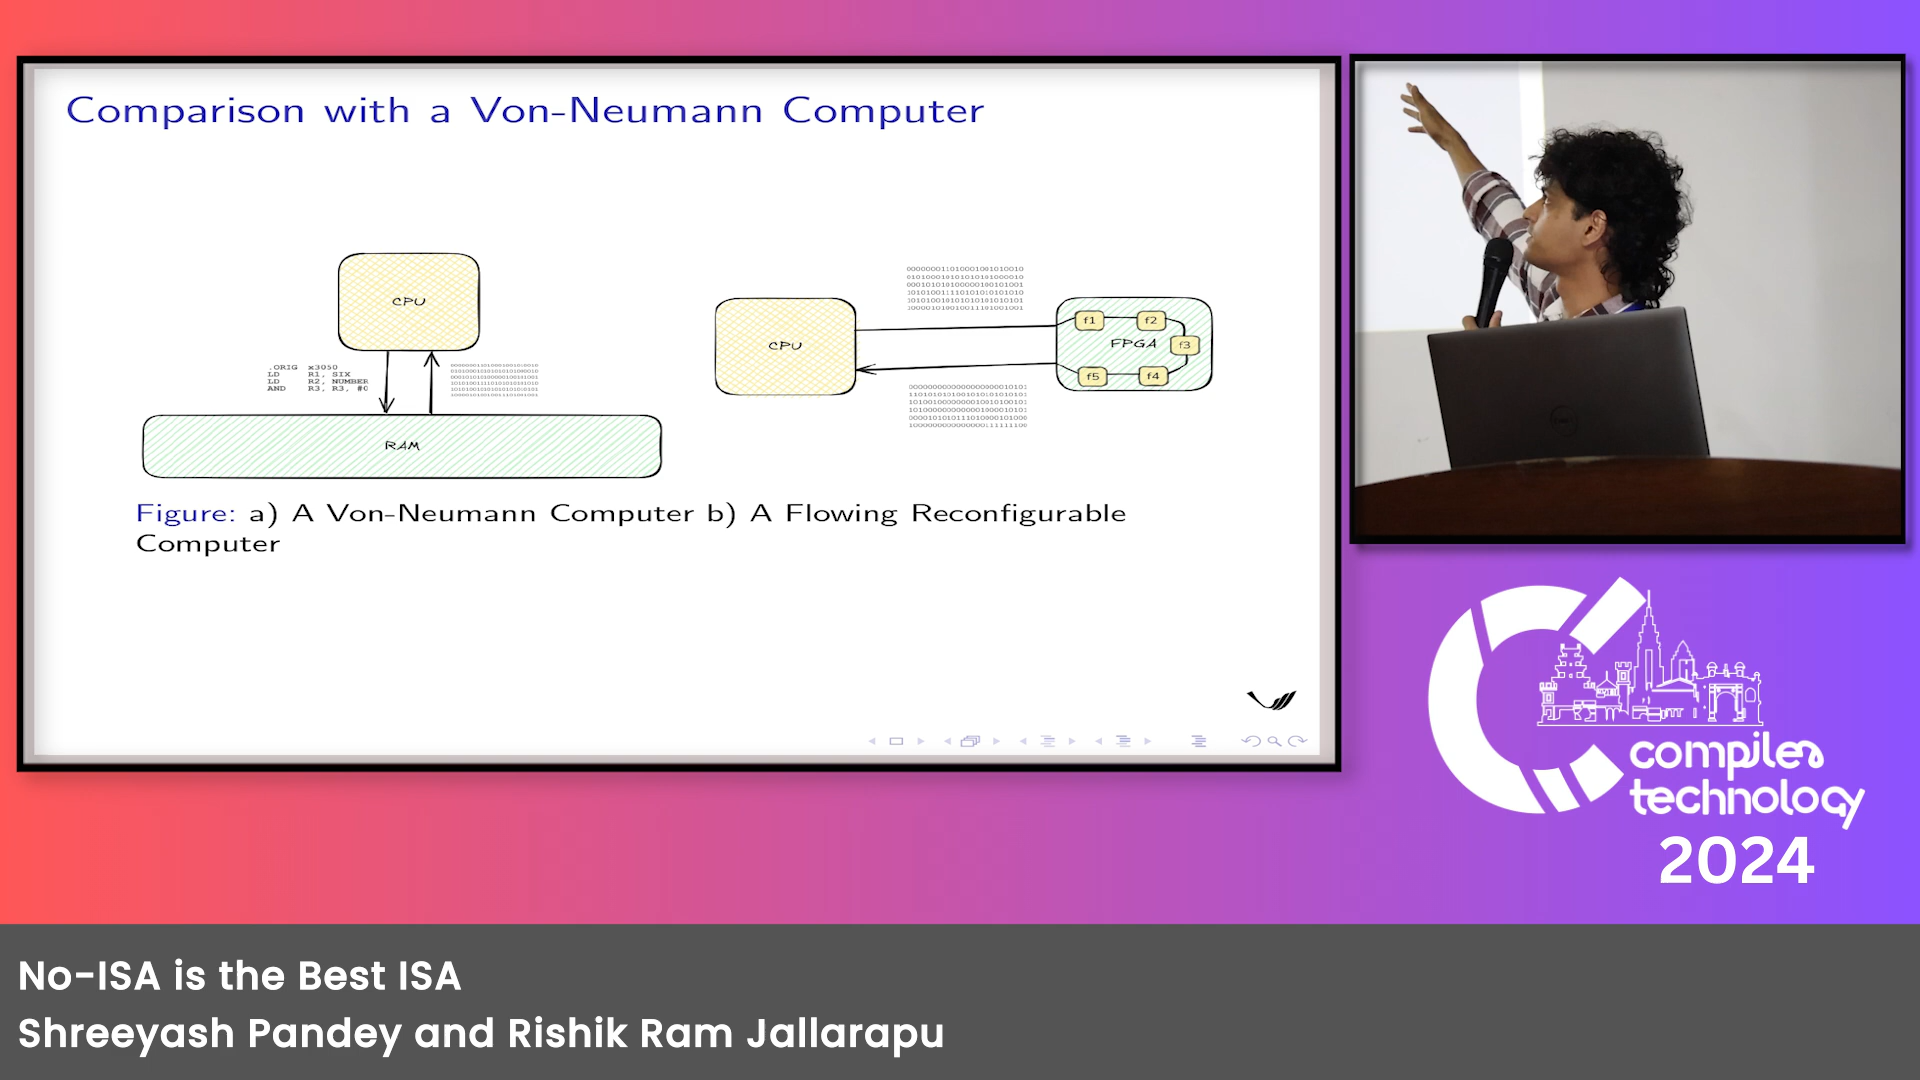 Comparison with a Von-Neumann Computer
CPU
.ORIG x3050
LD R1, SIX
LD R2, NUMBER
AND R3, R3, #0
RAM
CPU
f1
f2
FPGA
f3
f5
f4
Figure: a) A Von-Neumann Computer b) A Flowing Reconfigurable
Computer
compiler
technology
2024
No-ISA is the Best ISA
Shreeyash Pandey and Rishik Ram Jallarapu